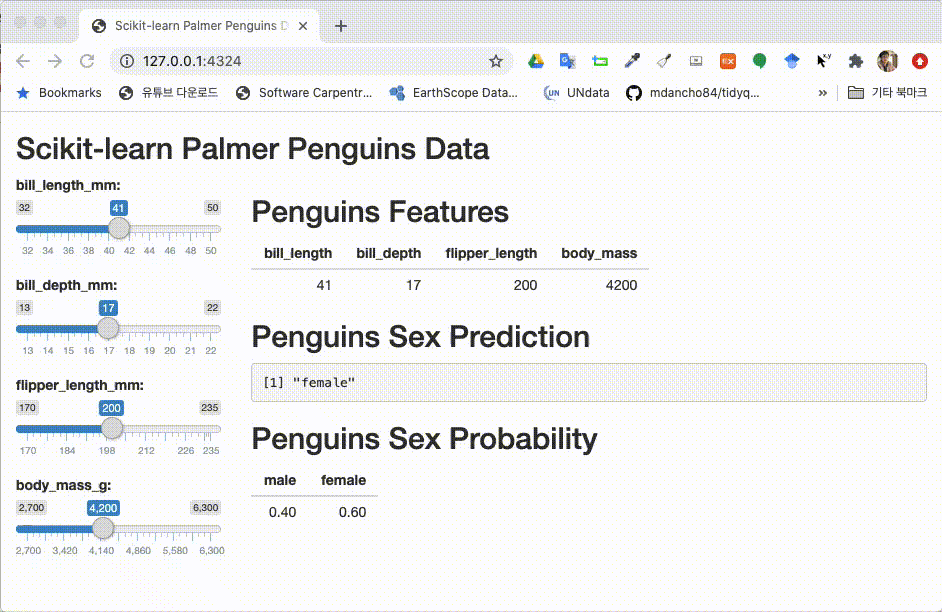 Scikit-learn Palmer Penguins D
127.0.0.1:4324
Bookmarks 유튜브 다운로드 Software Carpentr... EarthScope Data... UNdata mdancho84/tidyq... » 기타 북마크
Scikit-learn Palmer Penguins Data
bill_length_mm:
32 41 50
32 34 36 38 40 42 44 46 48 50
bill_depth_mm:
13 17 22
13 14 15 16 17 18 19 20 21 22
flipper_length_mm:
170 200 235
170 184 198 212 226 235
body_mass_g:
2,700 4,200 6,300
2,700 3,420 4,140 4,860 5,580 6,300
Penguins Features
bill_length bill_depth flipper_length body_mass
41 17 200 4200
Penguins Sex Prediction
[1] "female"
Penguins Sex Probability
male female
0.40 0.60